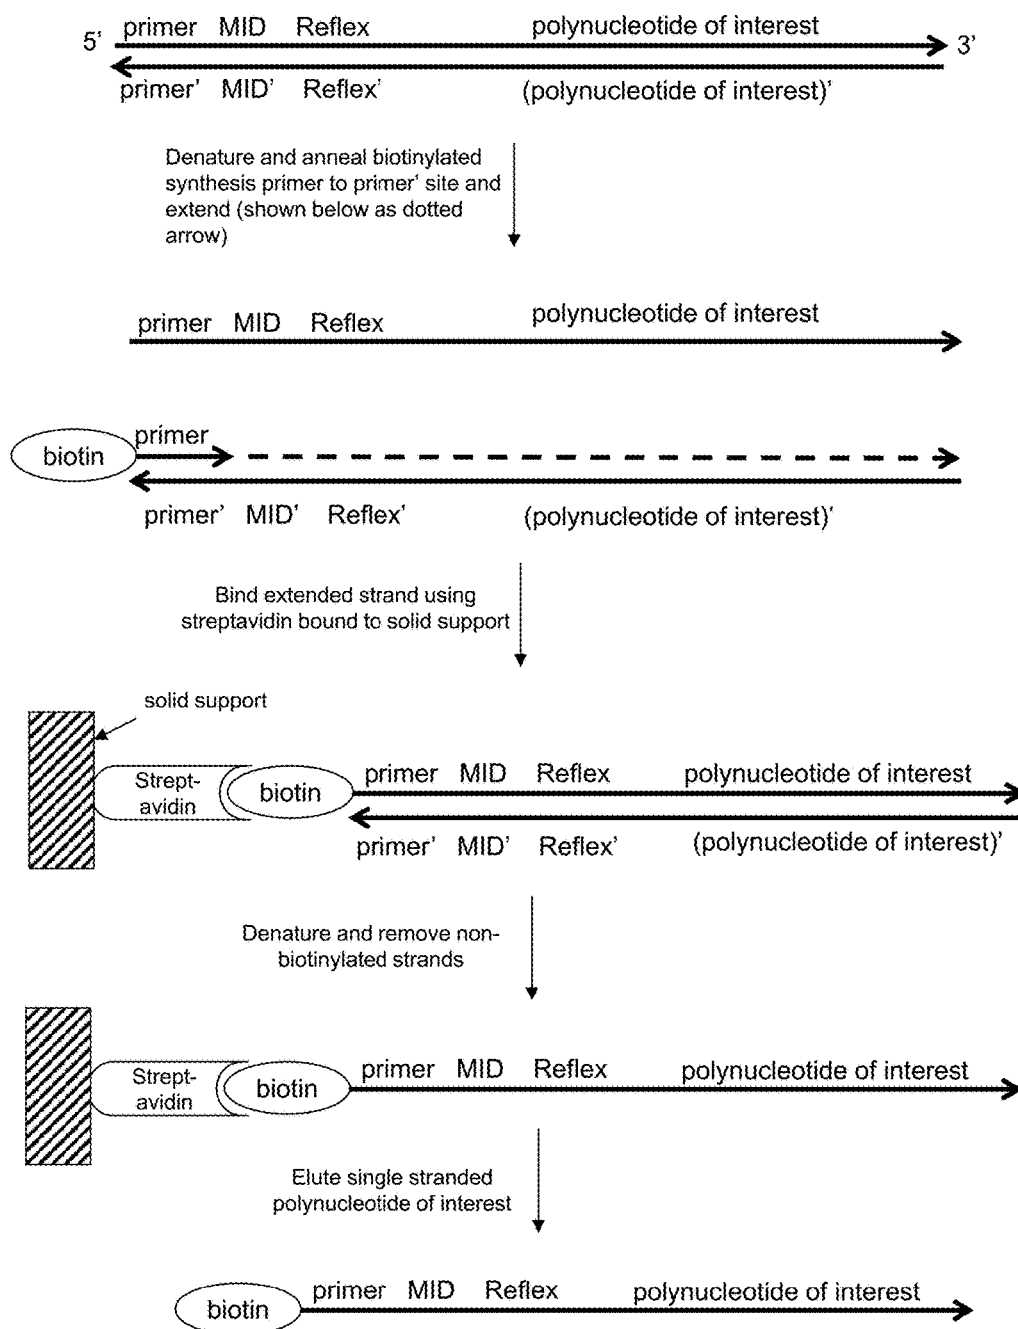 primer MID Reflex polynucleotide of interest
5' 3'
primer' MID' Reflex' (polynucleotide of interest)'
Denature and anneal biotinylated
synthesis primer to primer' site and
extend (shown below as dotted
arrow)
primer MID Reflex polynucleotide of interest
primer
biotin
primer' MID' Reflex' (polynucleotide of interest)'
Bind extended strand using
streptavidin bound to solid support
solid support
primer MID Reflex polynucleotide of interest
Strept-
avidin
biotin
primer' MID' Reflex' (polynucleotide of interest)'
Denature and remove non-
biotinylated strands
primer MID Reflex polynucleotide of interest
Strept-
avidin
biotin
Elute single stranded
polynucleotide of interest
primer MID Reflex polynucleotide of interest
biotin